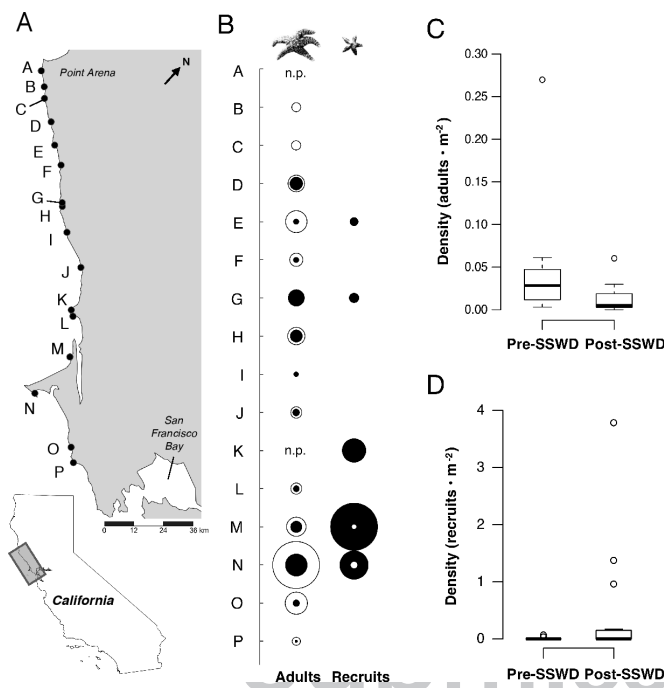 A
Point Arena
N
A
B
C
D
E
F
G
H
I
J
K
L
M
N
O
P
San
Francisco
Bay
0 12 24 36 km
California
B
A n.p.
B
C
D
E
F
G
H
I
J
K n.p.
L
M
N
O
P
Adults Recruits
C
Density (adults • m-2)
0.30
0.25
0.20
0.15
0.10
0.05
0.00
Pre-SSWD Post-SSWD
D
Density (recruits • m-2)
4
3
2
1
0
Pre-SSWD Post-SSWD